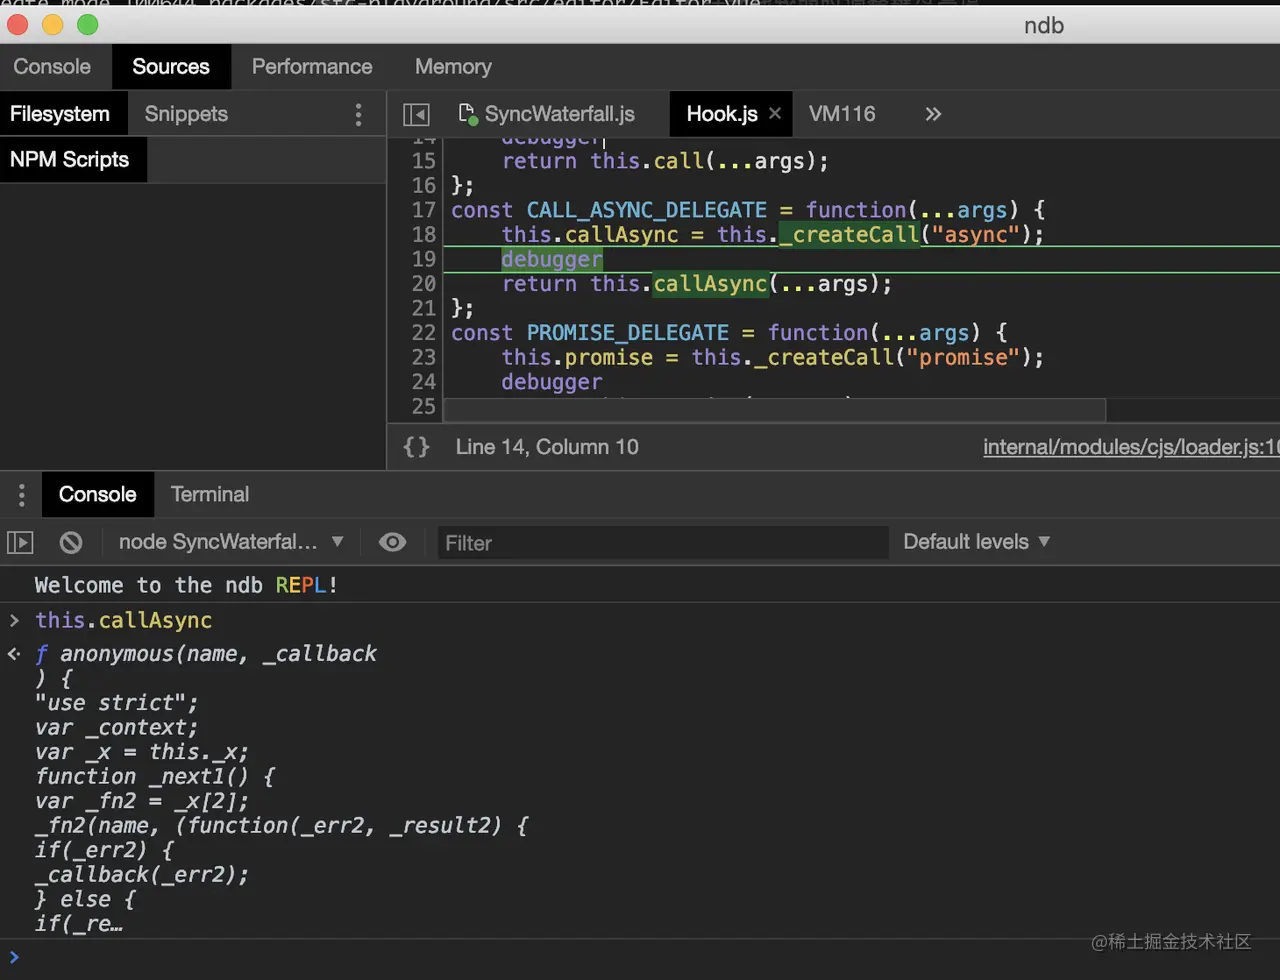 ndb
Console Sources Performance Memory
Filesystem Snippets
SyncWaterfall.js Hook.js × VM116 »
NPM Scripts
14 debugger
15 return this.call(...args);
16 };
17 const CALL_ASYNC_DELEGATE = function(...args) {
18 this.callAsync = this._createCall("async");
19 debugger
20 return this.callAsync(...args);
21 };
22 const PROMISE_DELEGATE = function(...args) {
23 this.promise = this._createCall("promise");
24 debugger
25
{} Line 14, Column 10 internal/modules/cjs/loader.js:10
Console Terminal
node SyncWaterfal... ▼ Filter Default levels ▼
Welcome to the ndb REPL!
> this.callAsync
ƒ anonymous(name, _callback
) {
"use strict";
var _context;
var _x = this._x;
function _next1() {
var _fn2 = _x[2];
_fn2(name, (function(_err2, _result2) {
if(_err2) {
_callback(_err2);
} else {
if(_re…
>
@稀土掘金技术社区